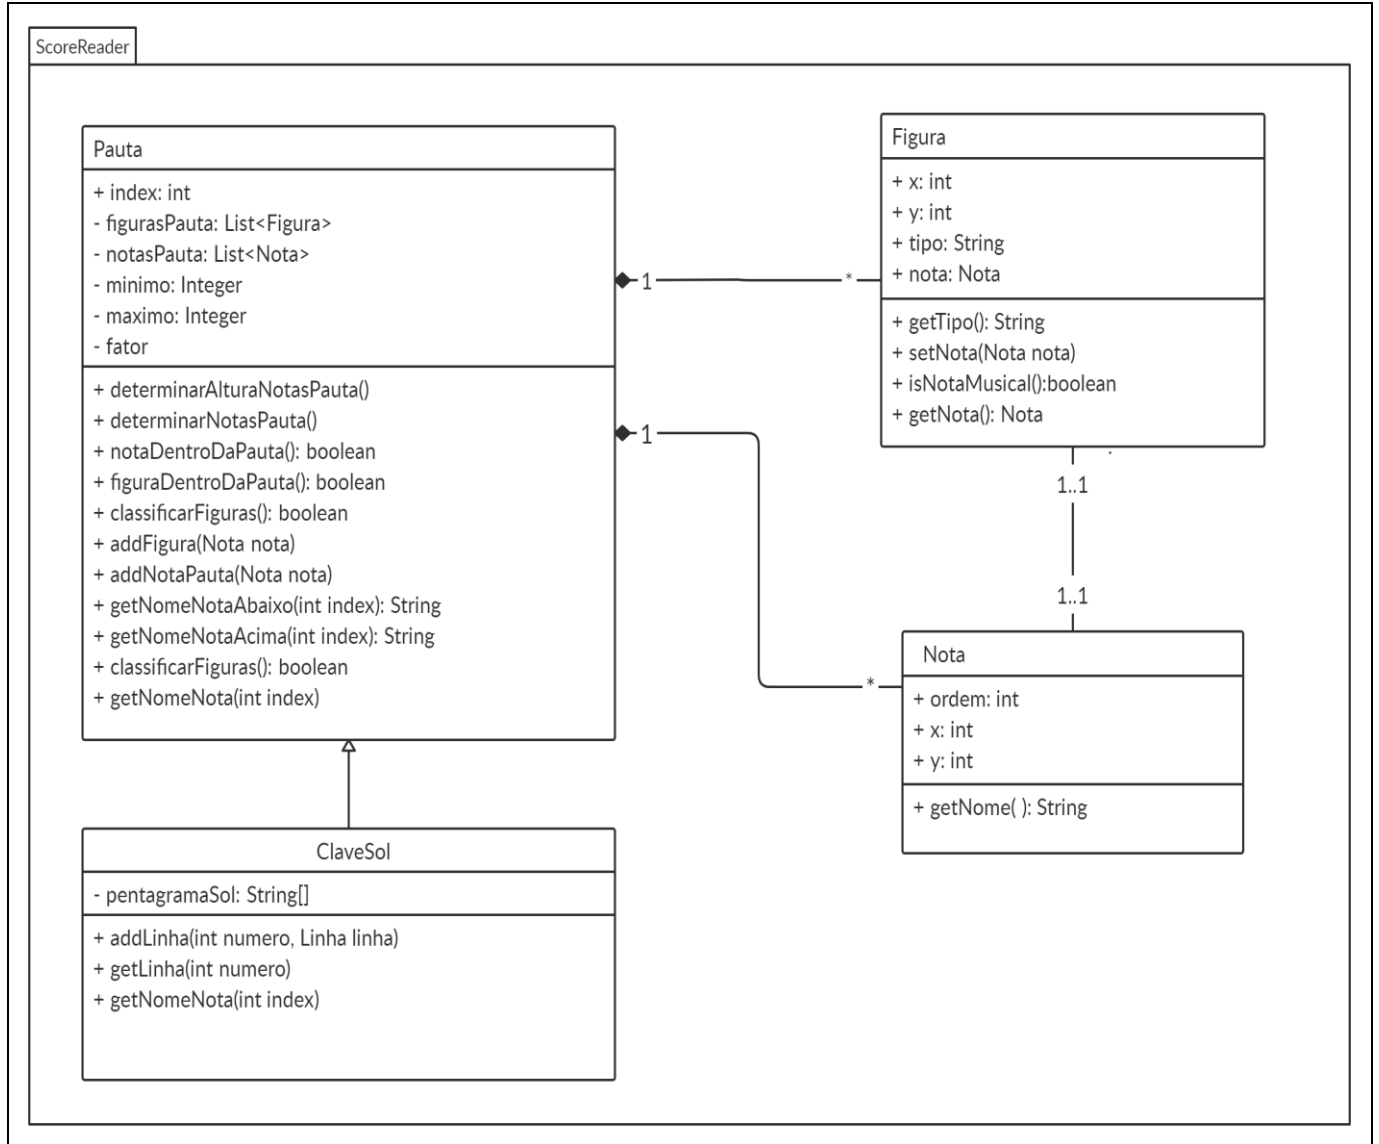 ScoreReader
Pauta
+ index: int
- figurasPauta: List<Figura>
- notasPauta: List<Nota>
- minimo: Integer
- maximo: Integer
- fator
+ determinarAlturaNotasPauta()
+ determinarNotasPauta()
+ notaDentroDaPauta(): boolean
+ figuraDentroDaPauta(): boolean
+ classificarFiguras(): boolean
+ addFigura(Nota nota)
+ addNotaPauta(Nota nota)
+ getNomeNotaAbaixo(int index): String
+ getNomeNotaAcima(int index): String
+ classificarFiguras(): boolean
+ getNomeNota(int index)
1
*
1
*
Figura
+ x: int
+ y: int
+ tipo: String
+ nota: Nota
+ getTipo(): String
+ setNota(Nota nota)
+ isNotaMusical():boolean
+ getNota(): Nota
1..1
1..1
Nota
+ ordem: int
+ x: int
+ y: int
+ getNome( ): String
ClaveSol
- pentagramaSol: String[]
+ addLinha(int numero, Linha linha)
+ getLinha(int numero)
+ getNomeNota(int index)